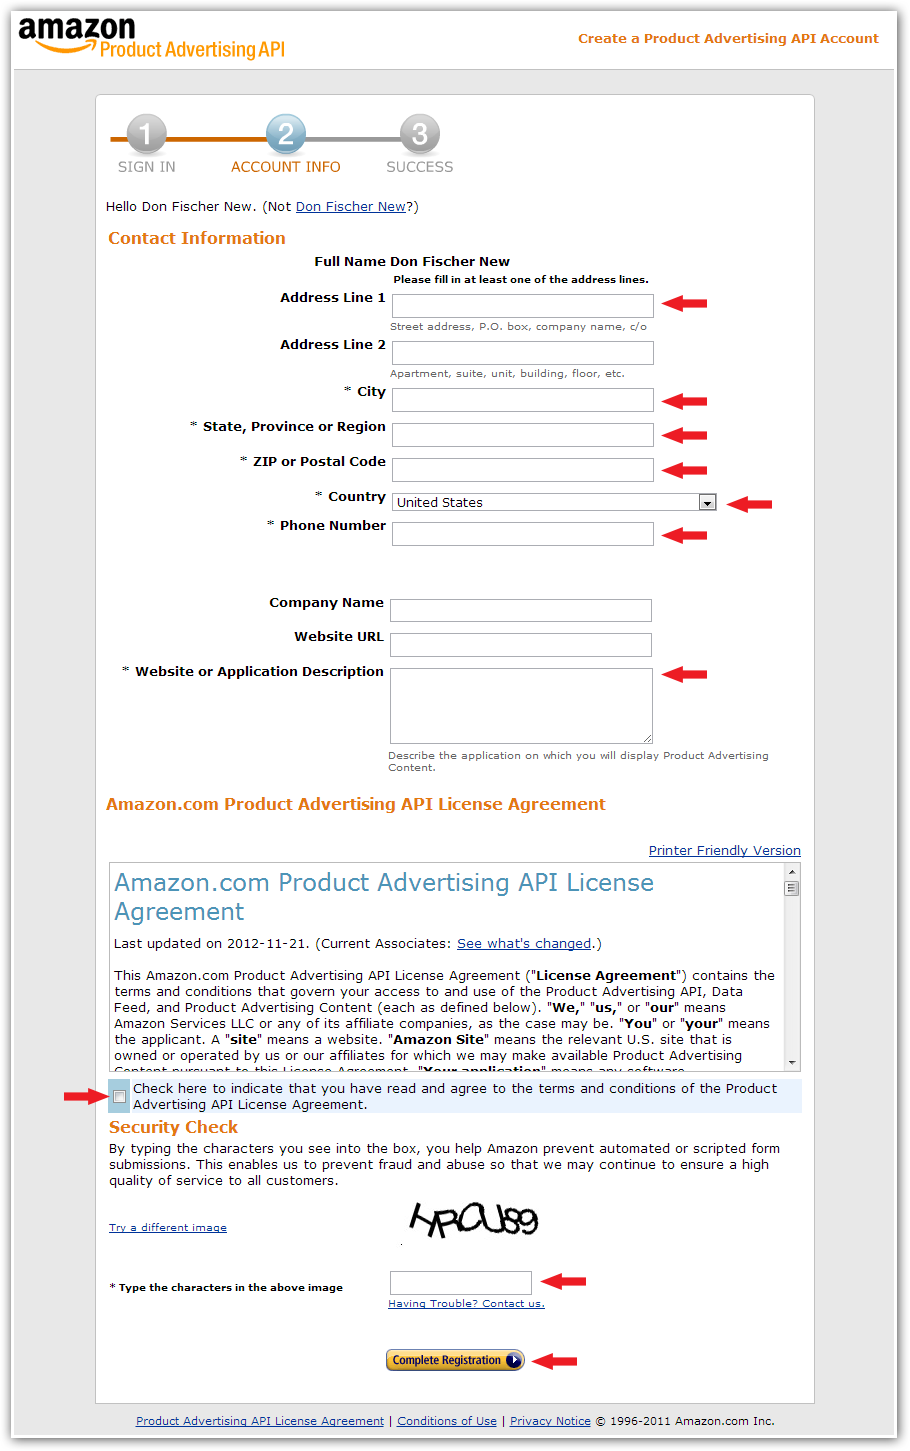 amazon
Product Advertising API
Create a Product Advertising API Account
1 2 3
SIGN IN ACCOUNT INFO SUCCESS
Hello Don Fischer New. (Not Don Fischer New?)
Contact Information
Full Name Don Fischer New
Please fill in at least one of the address lines.
Address Line 1
Street address, P.O. box, company name, c/o
Address Line 2
Apartment, suite, unit, building, floor, etc.
* City
* State, Province or Region
* ZIP or Postal Code
* Country United States
* Phone Number
Company Name
Website URL
* Website or Application Description
Describe the application on which you will display Product Advertising
Content.
Amazon.com Product Advertising API License Agreement
Printer Friendly Version
Amazon.com Product Advertising API License
Agreement
Last updated on 2012-11-21. (Current Associates: See what's changed.)
This Amazon.com Product Advertising API License Agreement ("License Agreement") contains the
terms and conditions that govern your access to and use of the Product Advertising API, Data
Feed, and Product Advertising Content (each as defined below). "We," "us," or "our" means
Amazon Services LLC or any of its affiliate companies, as the case may be. "You" or "your" means
the applicant. A "site" means a website. "Amazon Site" means the relevant U.S. site that is
owned or operated by us or our affiliates for which we may make available Product Advertising
Content pursuant to this License Agreement. "Your application" means any software
Check here to indicate that you have read and agree to the terms and conditions of the Product
Advertising API License Agreement.
Security Check
By typing the characters you see into the box, you help Amazon prevent automated or scripted form
submissions. This enables us to prevent fraud and abuse so that we may continue to ensure a high
quality of service to all customers.
Try a different image
* Type the characters in the above image
Having Trouble? Contact us.
Complete Registration
Product Advertising API License Agreement | Conditions of Use | Privacy Notice © 1996-2011 Amazon.com Inc.